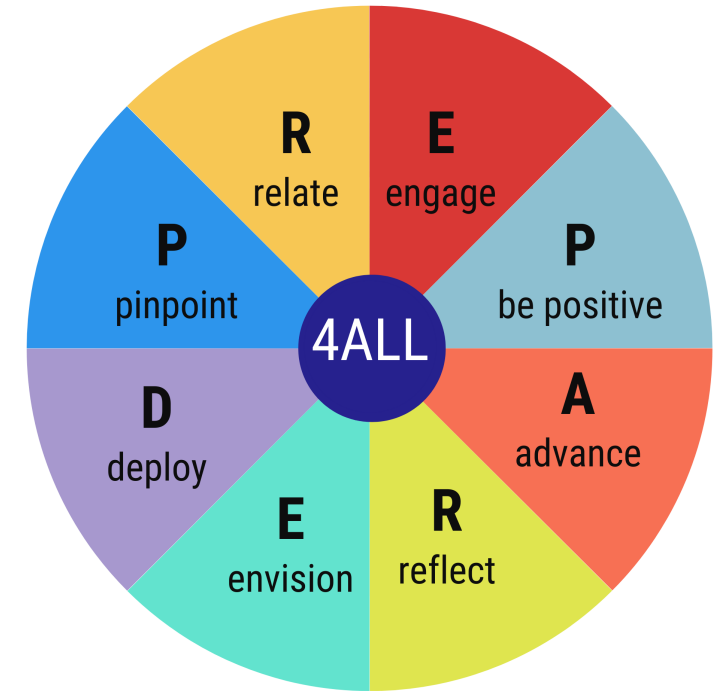 P
pinpoint
R
relate
E
engage
P
be positive
A
advance
R
reflect
E
envision
D
deploy
4ALL